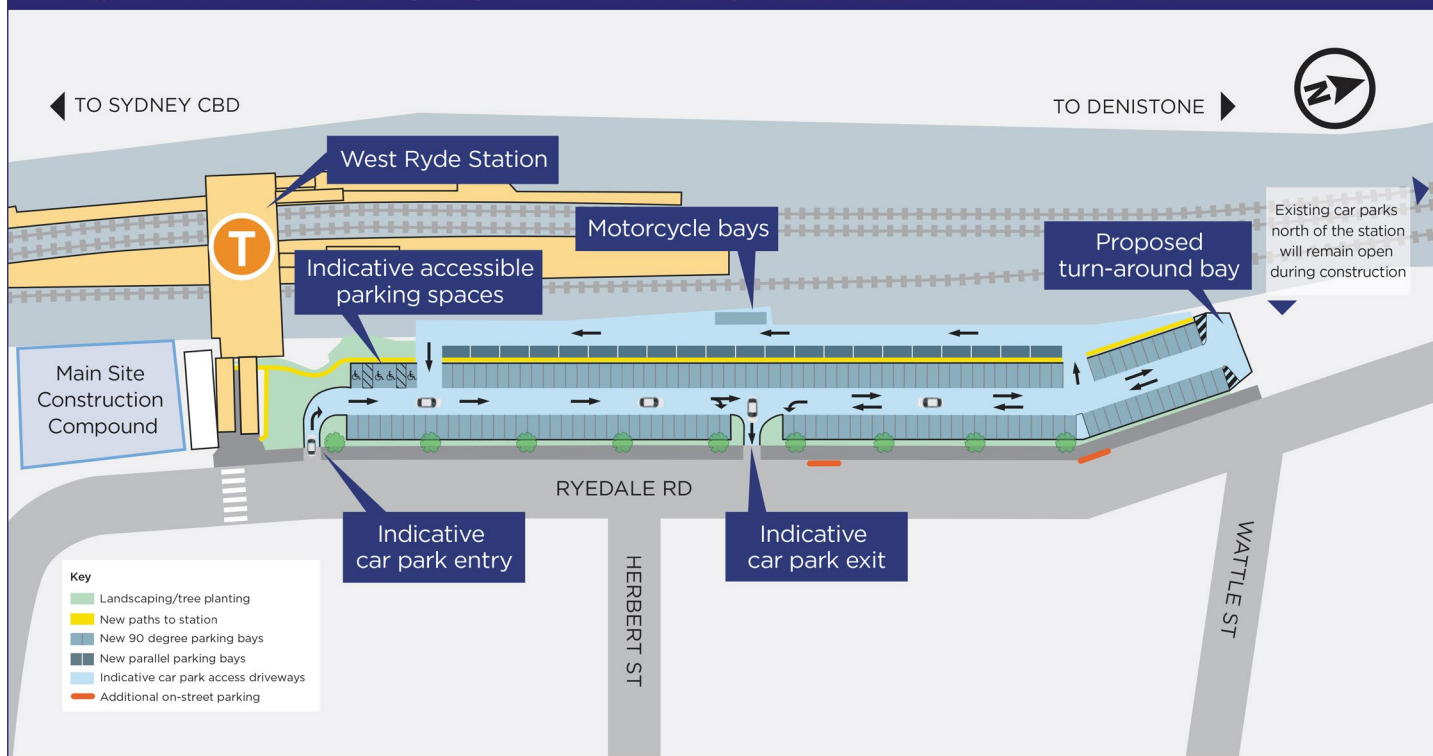 TO SYDNEY CBD
TO DENISTONE
N
West Ryde Station
T
Motorcycle bays
Indicative accessible
parking spaces
Proposed
turn-around bay
Existing car parks
north of the station
will remain open
during construction
Main Site
Construction
Compound
RYEDALE RD
Indicative
car park entry
Indicative
car park exit
HERBERT ST
WATTLE ST
Key
Landscaping/tree planting
New paths to station
New 90 degree parking bays
New parallel parking bays
Indicative car park access driveways
Additional on-street parking